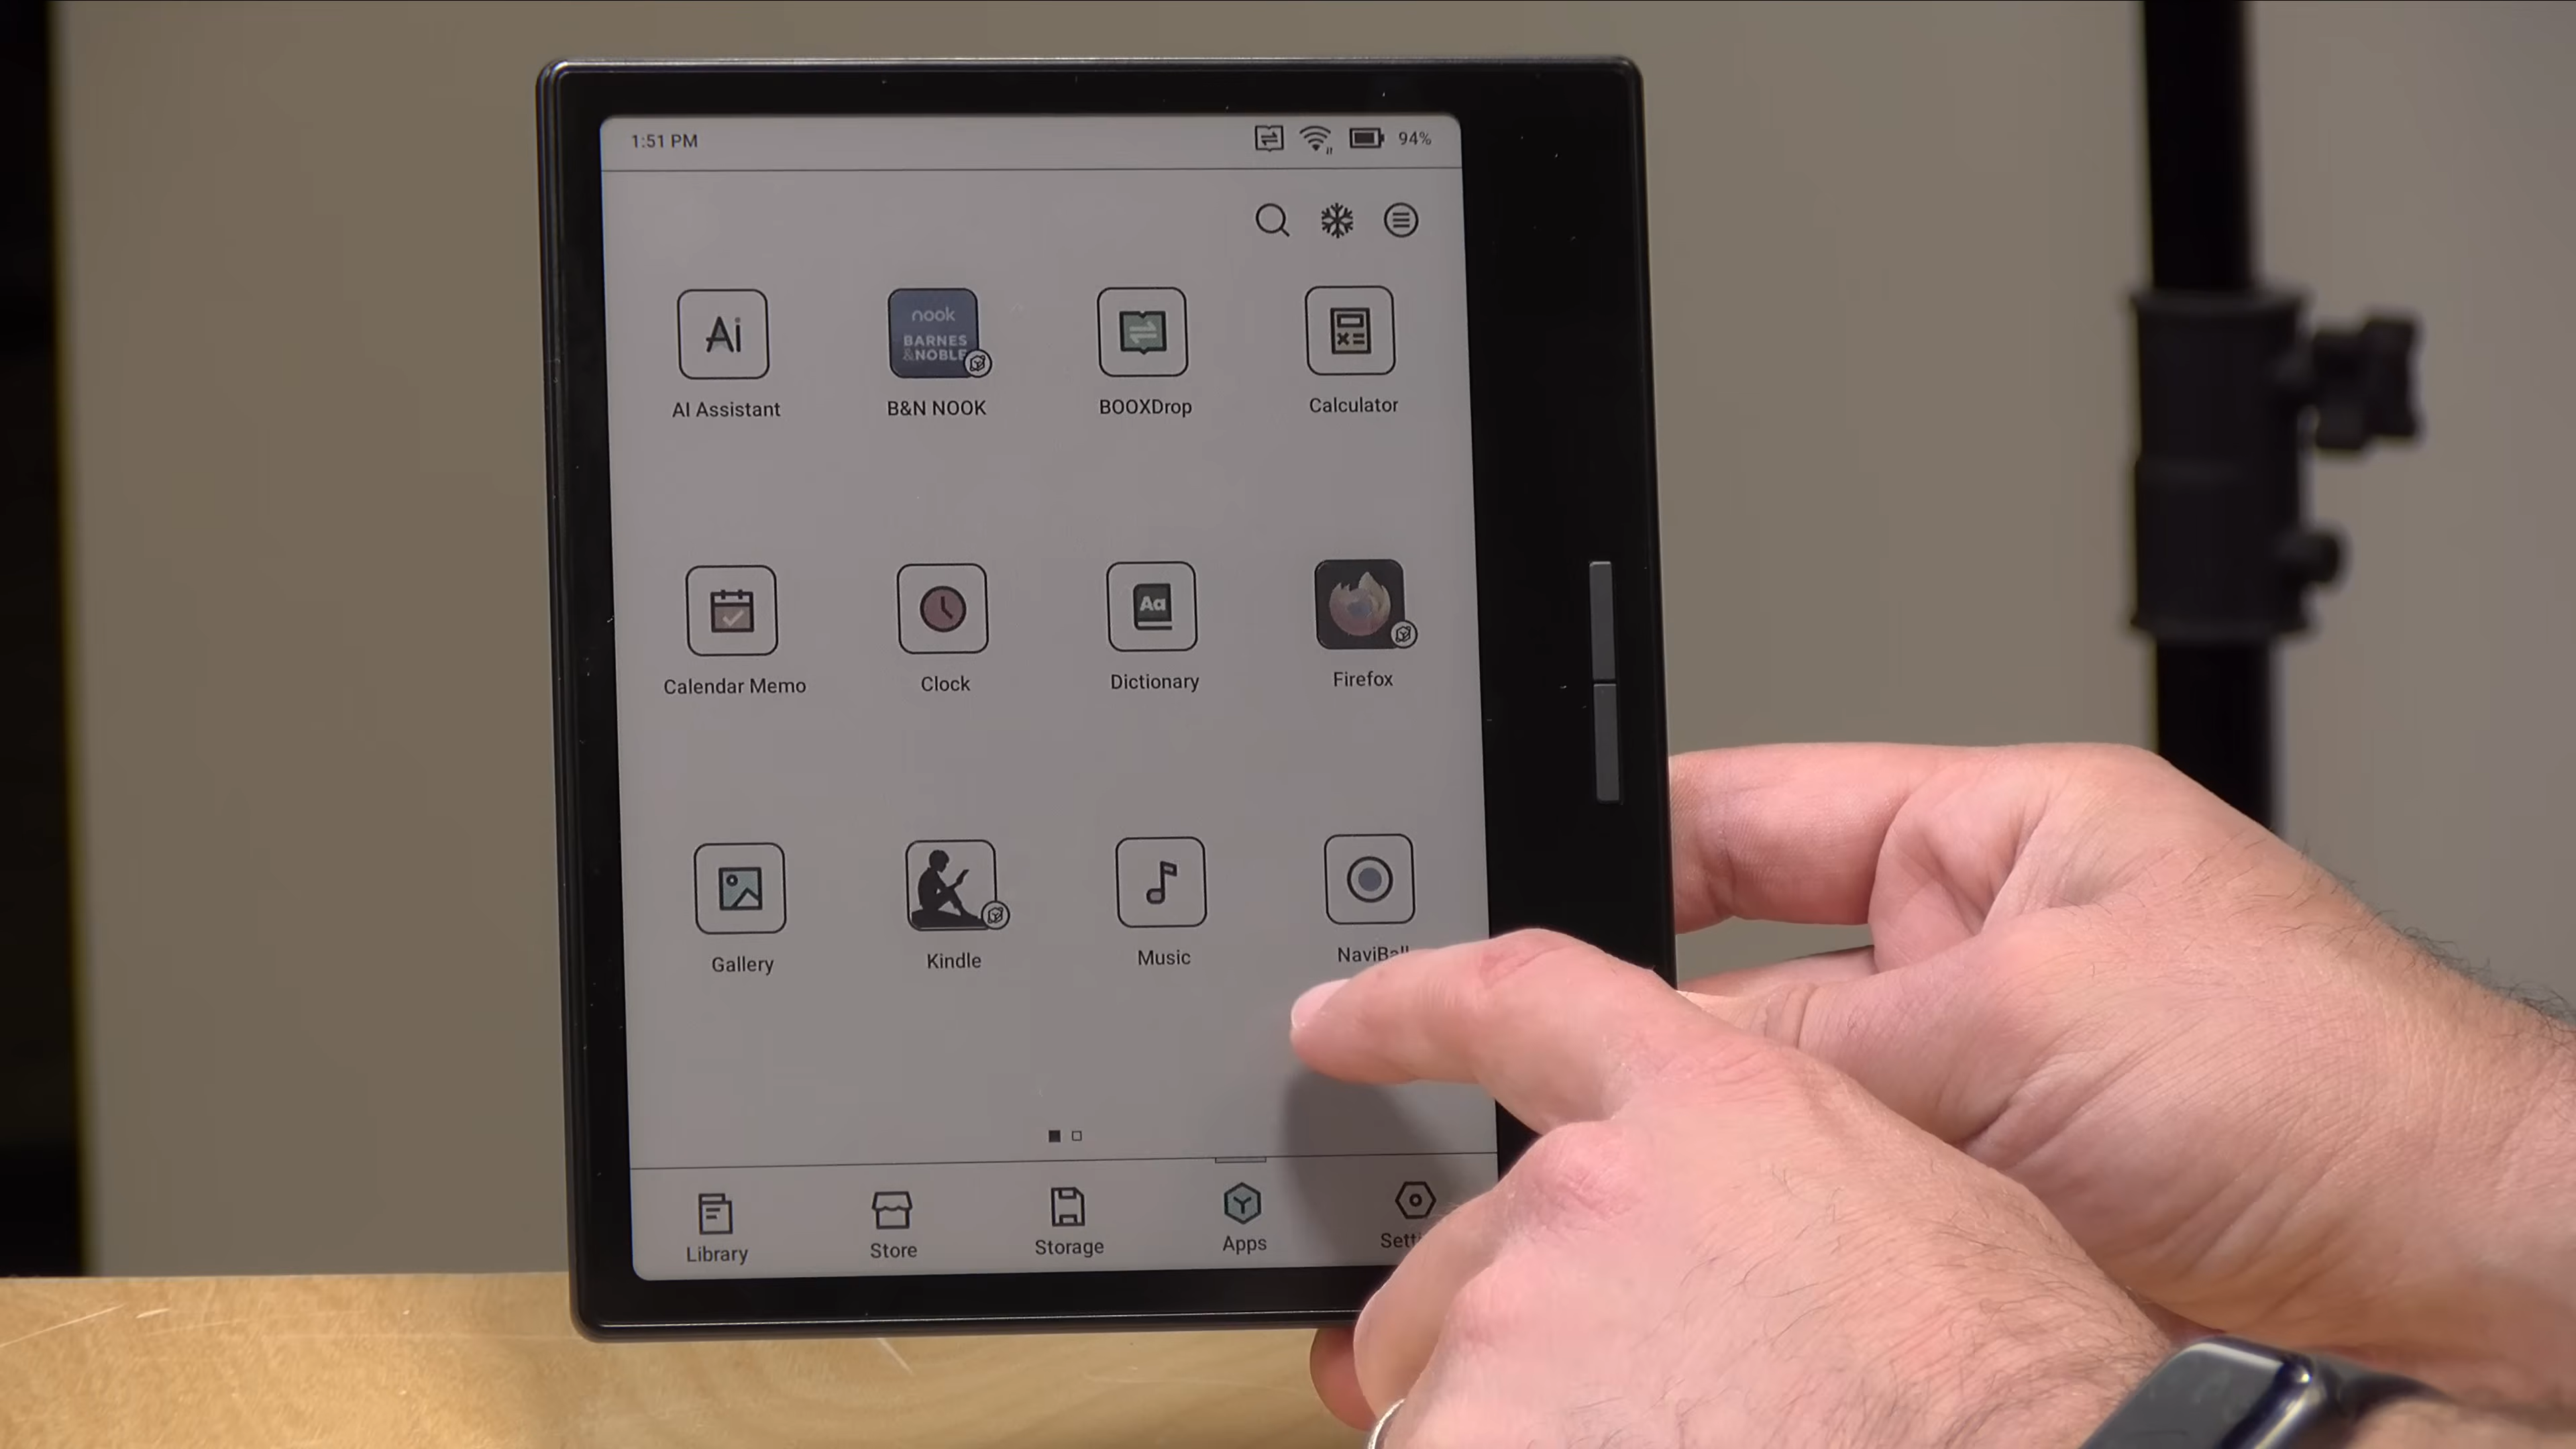 1:51 PM
94%
Ai
nook
BARNES
&NOBLE
AI Assistant
B&N NOOK
BOOXDrop
Calculator
Aa
Calendar Memo
Clock
Dictionary
Firefox
Gallery
Kindle
Music
Library
Store
Storage
Apps